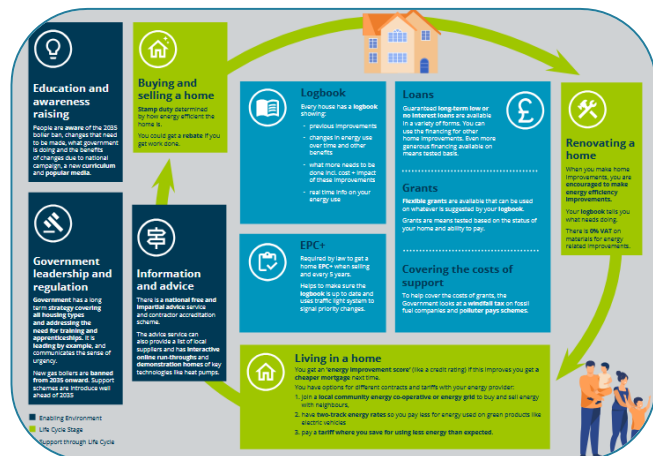 Education and
awareness
raising
People are aware of the 2035
boiler ban, changes that need
to be made, what government
is doing and the benefits
of changes due to national
campaign, a new curriculum
and popular media.
Government
leadership and
regulation
Government has a long
term strategy covering
all housing types
and addressing the
need for training and
apprenticeships. It is
leading by example, and
communicates the sense of
urgency.
New gas boilers are banned
from 2035 onward. Support
schemes are introduce well
ahead of 2035
Enabling Environment
Life Cycle Stage
Support through Life Cycle
Buying and
selling a home
Stamp duty determined
by how energy efficient the
home is.
You could get a rebate if you
get work done.
Information
and advice
There is a national free and
impartial advice service
and contractor accreditation
scheme.
The advice service can
also provide a list of local
suppliers and has interactive
online run-throughs and
demonstration homes of key
technologies like heat pumps.
Logbook
Every house has a logbook
showing:
· previous improvements
· changes in energy use
over time and other
benefits
· what more needs to be
done incl. cost + impact
of these improvements
· real time info on your
energy use
EPC+
Required by law to get a
home EPC+ when selling
and every 5 years.
Helps to make sure the
logbook is up to date and
uses traffic light system to
signal priority changes.
Loans
Guaranteed long-term low or
no interest loans are available
in a variety of forms. You can
use the financing for other
home improvements. Even more
generous financing available on
means tested basis.
Grants
Flexible grants are available that can be used
on whatever is suggested by your logbook.
Grants are means tested based on the status of
your home and ability to pay.
Covering the costs of
support
To help cover the costs of grants, the
Government looks at a windfall tax on fossil
fuel companies and polluter pays schemes.
Renovating a
home
When you make home
improvements, you are
encouraged to make
energy efficiency
improvements.
Your logbook tells you
what needs doing.
There is 0% VAT on
materials for energy
related improvements.
Living in a home
You get an 'energy improvement score' (like a credit rating) if this improves you get a
cheaper mortgage next time.
You have options for different contracts and tariffs with your energy provider:
1. join a local community energy co-operative or energy grid to buy and sell energy
with neighbours,
2. have two-track energy rates so you pay less for energy used on green products like
electric vehicles
3. pay a tariff where you save for using less energy than expected.